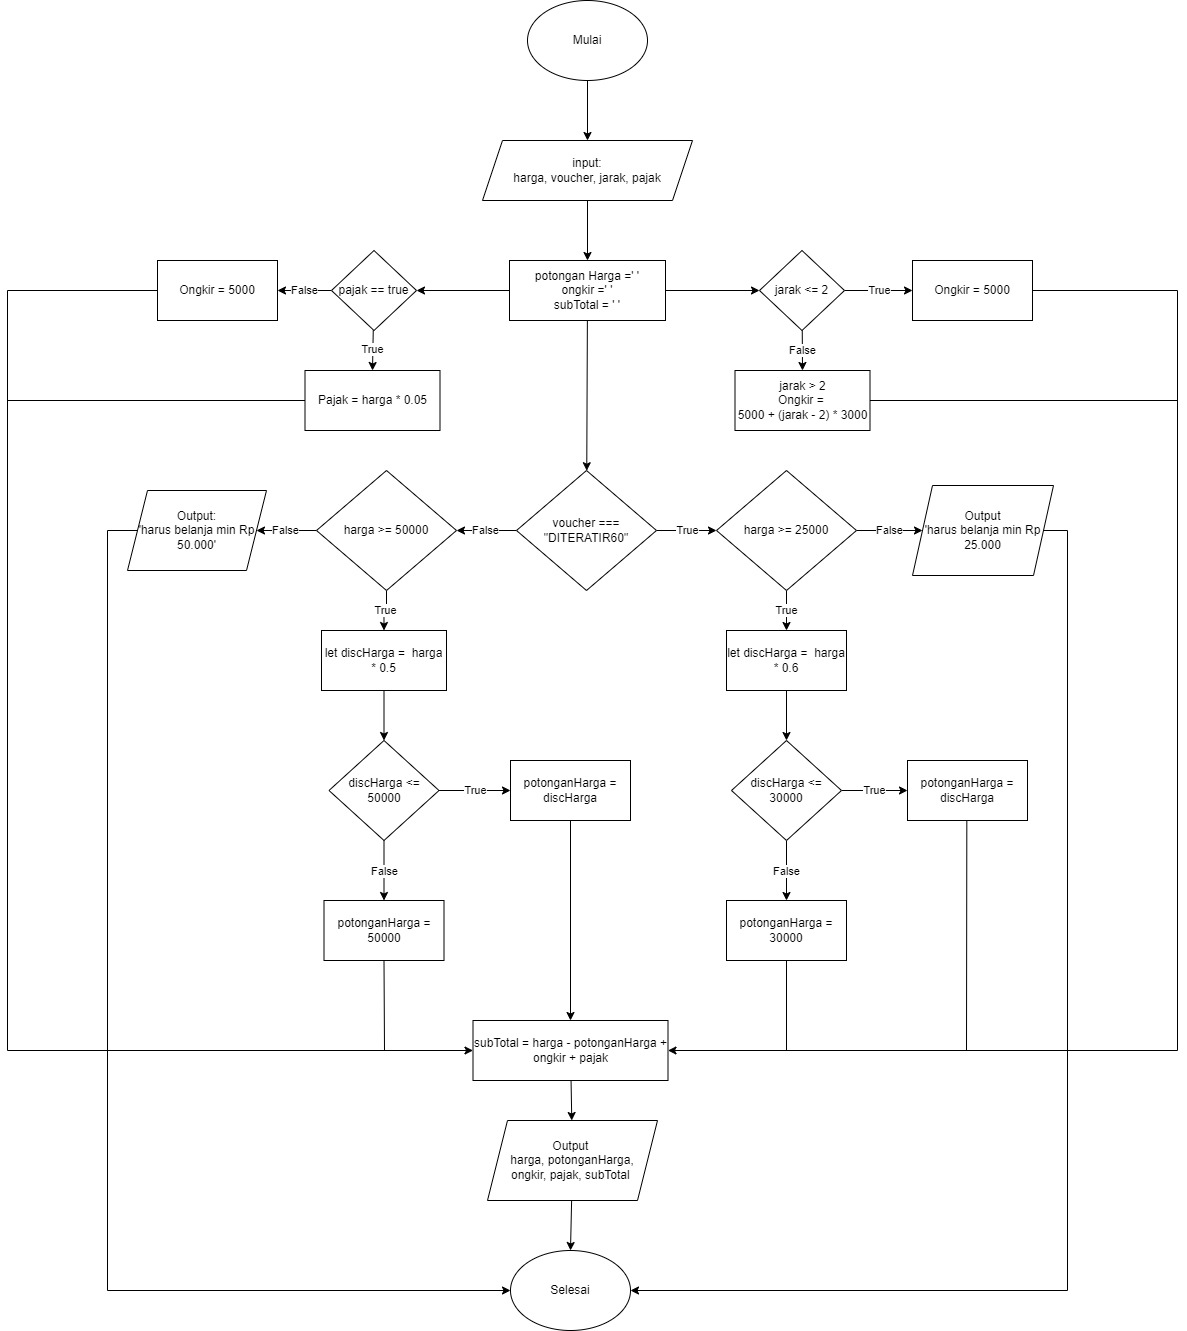 Mulai
input:
harga, voucher, jarak, pajak
Ongkir = 5000
False
pajak == true
potongan Harga =' '
ongkir =' '
subTotal = ' '
jarak <= 2
True
Ongkir = 5000
True
False
Pajak = harga * 0.05
jarak > 2
Ongkir =
5000 + (jarak - 2) * 3000
Output:
'harus belanja min Rp
50.000'
False
harga >= 50000
False
voucher ===
"DITERATIR60"
True
harga >= 25000
False
Output
'harus belanja min Rp
25.000
True
True
let discHarga =  harga
* 0.5
let discHarga =  harga
* 0.6
discHarga <=
50000
True
potonganHarga =
discHarga
discHarga <=
30000
True
potonganHarga =
discHarga
False
False
potonganHarga =
50000
potonganHarga =
30000
subTotal = harga - potonganHarga +
ongkir + pajak
Output
harga, potonganHarga,
ongkir, pajak, subTotal
Selesai